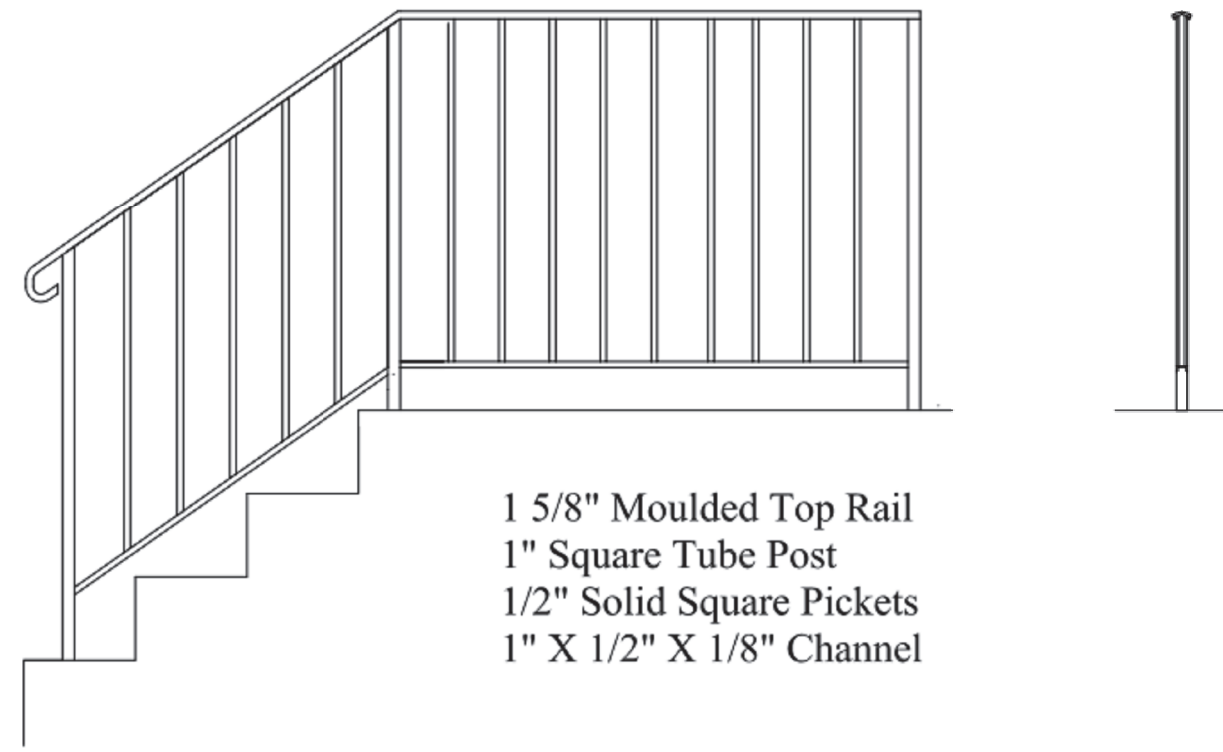 1 5/8" Moulded Top Rail
1" Square Tube Post
1/2" Solid Square Pickets
1" X 1/2" X 1/8" Channel